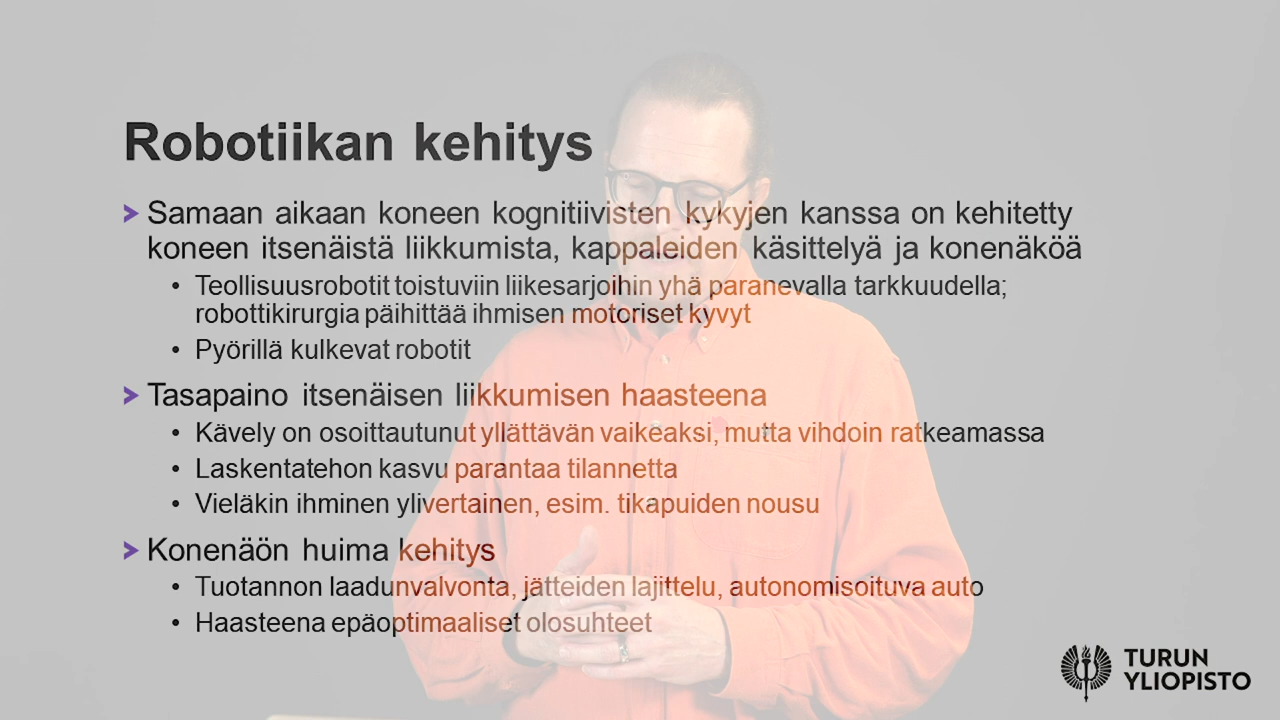 Robotiikan kehitys
> Samaan aikaan koneen kognitiivisten kykyjen kanssa on kehitetty
koneen itsenäistä liikkumista, kappaleiden käsittelyä ja konenäköä
• Teollisuusrobotit toistuviin liikesarjoihin yhä paranevalla tarkkuudella;
robottikirurgia päihittää ihmisen motoriset kyvyt
• Pyörillä kulkevat robotit
> Tasapaino itsenäisen liikkumisen haasteena
• Kävely on osoittautunut yllättävän vaikeaksi, mutta vihdoin ratkeamassa
• Laskentatehon kasvu parantaa tilannetta
• Vieläkin ihminen ylivertainen, esim. tikapuiden nousu
> Konenäön huima kehitys
• Tuotannon laadunvalvonta, jätteiden lajittelu, autonomisoituva auto
• Haasteena epäoptimaaliset olosuhteet
TURUN
YLIOPISTO